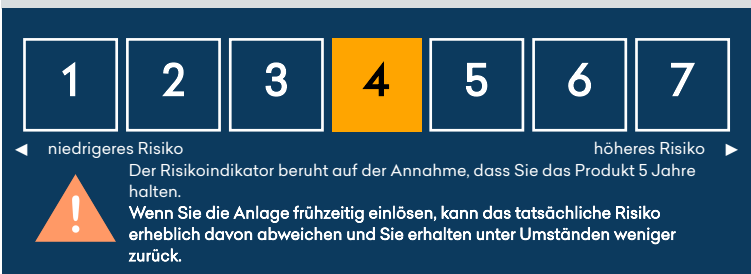 1 2 3 4 5 6 7
◄ niedrigeres Risiko höheres Risiko ►
Der Risikoindikator beruht auf der Annahme, dass Sie das Produkt 5 Jahre
halten.
Wenn Sie die Anlage frühzeitig einlösen, kann das tatsächliche Risiko
erheblich davon abweichen und Sie erhalten unter Umständen weniger
zurück.
!